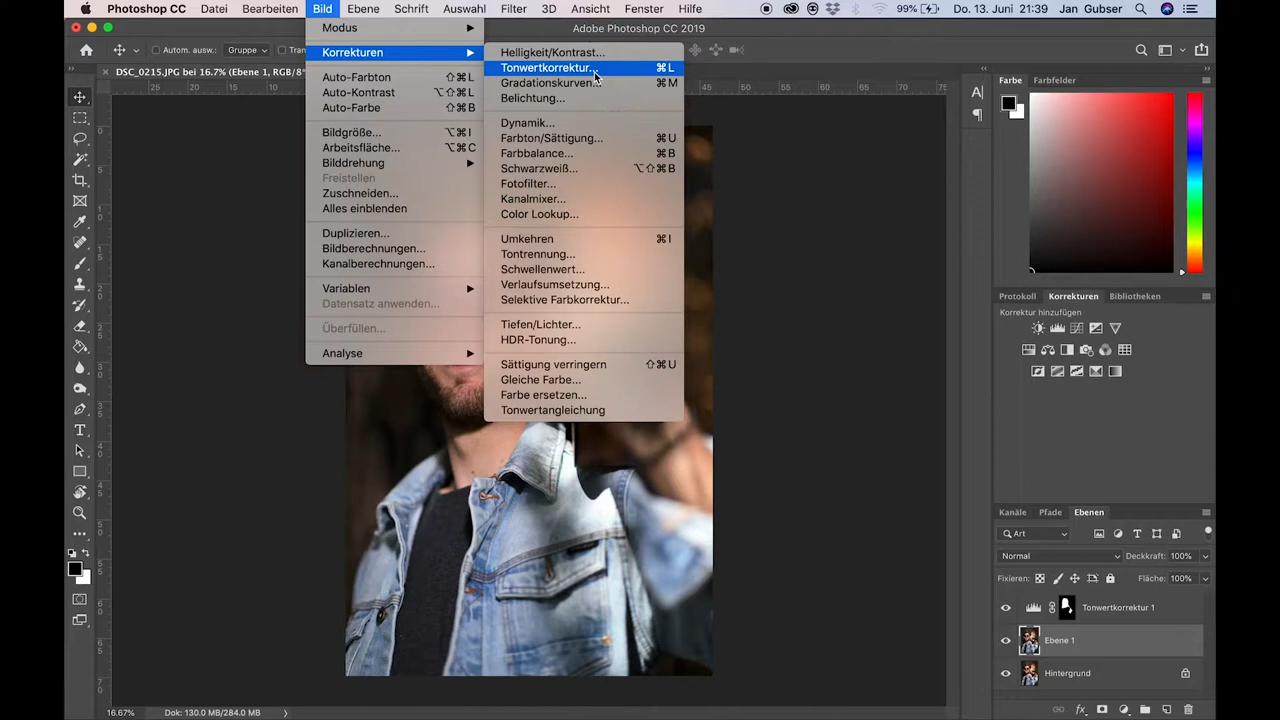 Photoshop CC Datei Bearbeiten Bild Ebene Schrift Auswahl Filter 3D Ansicht Fenster Hilfe 99% Do. 13. Juni 21:39 Jan Gubser
Adobe Photoshop CC 2019
Autom. ausw.: Gruppe
DSC_0215.JPG bei 16.7% (Ebene 1, RGB/8*
Modus
Korrekturen
Auto-Farbton ⇧⌘L
Auto-Kontrast ⌥⇧⌘L
Auto-Farbe ⇧⌘B
Bildgröße... ⌥⌘I
Arbeitsfläche... ⌥⌘C
Bilddrehung
Freistellen
Zuschneiden...
Alles einblenden
Duplizieren...
Bildberechnungen...
Kanalberechnungen...
Variablen
Datensatz anwenden...
Überfüllen...
Analyse
Helligkeit/Kontrast...
Tonwertkorrektur... ⌘L
Gradationskurven... ⌘M
Belichtung...
Dynamik...
Farbton/Sättigung... ⌘U
Farbbalance... ⌘B
Schwarzweiß... ⌥⇧⌘B
Fotofilter...
Kanalmixer...
Color Lookup...
Umkehren ⌘I
Tontrennung...
Schwellenwert...
Verlaufsumsetzung...
Selektive Farbkorrektur...
Tiefen/Lichter...
HDR-Tonung...
Sättigung verringern ⇧⌘U
Gleiche Farbe...
Farbe ersetzen...
Tonwertangleichung
Farbe Farbfelder
Protokoll Korrekturen Bibliotheken
Korrektur hinzufügen
Kanäle Pfade Ebenen
Art
Normal Deckkraft: 100%
Fixieren: Fläche: 100%
Tonwertkorrektur 1
Ebene 1
Hintergrund
16.67% Dok: 130.0 MB/284.0 MB